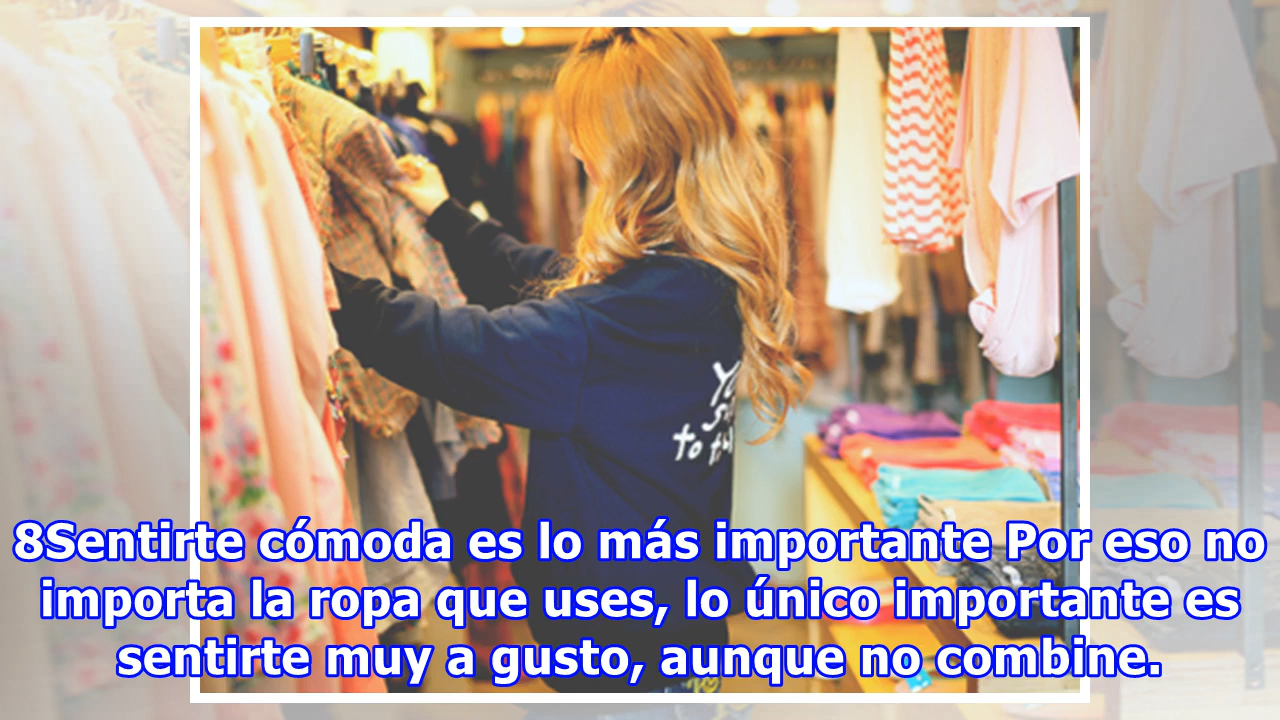 to
8Sentirte cómoda es lo más importante Por eso no
importa la ropa que uses, lo único importante es
sentirte muy a gusto, aunque no combine.